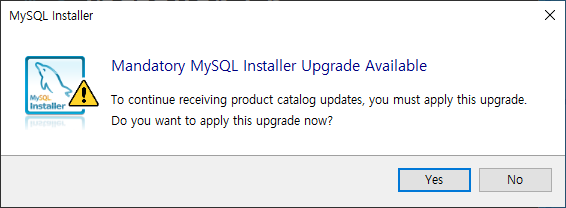 MySQL Installer
Mandatory MySQL Installer Upgrade Available
MySQL
Installer
To continue receiving product catalog updates, you must apply this upgrade.
Do you want to apply this upgrade now?
Yes
No